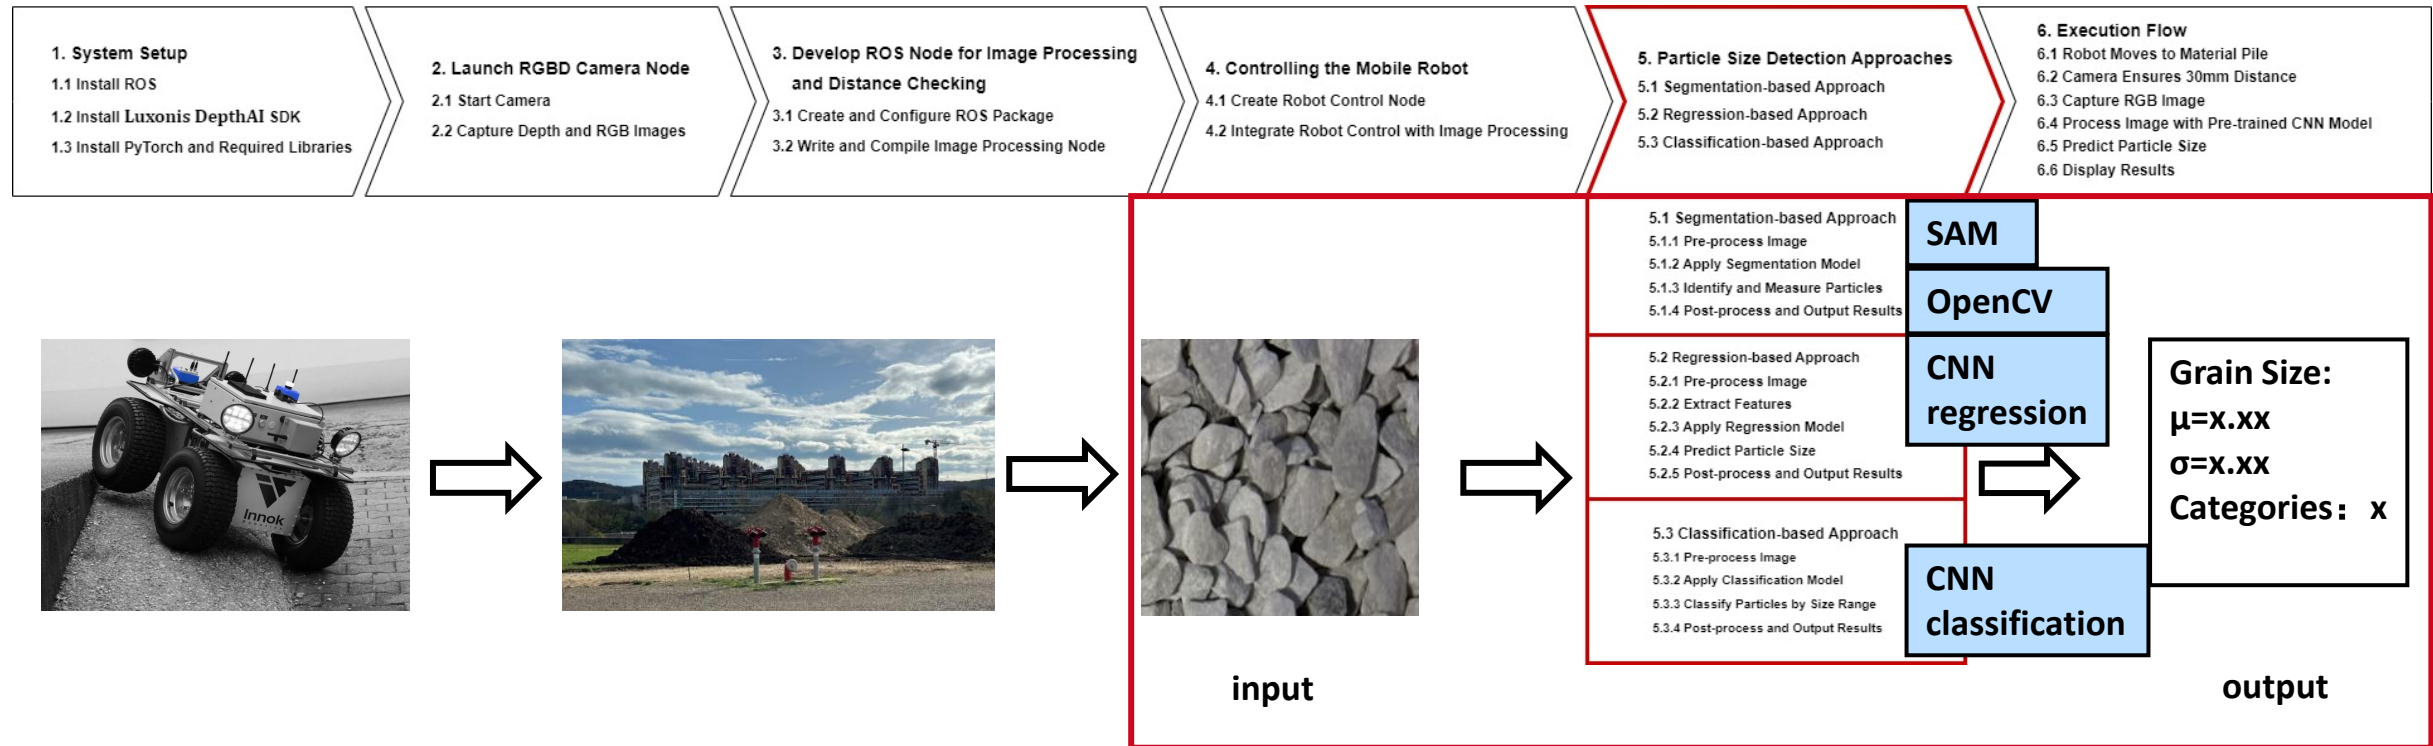 1. System Setup
1.1 Install ROS
1.2 Install Luxonis DepthAI SDK
1.3 Install PyTorch and Required Libraries
2. Launch RGBD Camera Node
2.1 Start Camera
2.2 Capture Depth and RGB Images
3. Develop ROS Node for Image Processing
and Distance Checking
3.1 Create and Configure ROS Package
3.2 Write and Compile Image Processing Node
4. Controlling the Mobile Robot
4.1 Create Robot Control Node
4.2 Integrate Robot Control with Image Processing
5. Particle Size Detection Approaches
5.1 Segmentation-based Approach
5.2 Regression-based Approach
5.3 Classification-based Approach
6. Execution Flow
6.1 Robot Moves to Material Pile
6.2 Camera Ensures 30mm Distance
6.3 Capture RGB Image
6.4 Process Image with Pre-trained CNN Model
6.5 Predict Particle Size
6.6 Display Results
Innok
5.1 Segmentation-based Approach
5.1.1 Pre-process Image
5.1.2 Apply Segmentation Model
5.1.3 Identify and Measure Particles
5.1.4 Post-process and Output Results
SAM
OpenCV
5.2 Regression-based Approach
5.2.1 Pre-process Image
5.2.2 Extract Features
5.2.3 Apply Regression Model
5.2.4 Predict Particle Size
5.2.5 Post-process and Output Results
CNN
regression
5.3 Classification-based Approach
5.3.1 Pre-process Image
5.3.2 Apply Classification Model
5.3.3 Classify Particles by Size Range
5.3.4 Post-process and Output Results
CNN
classification
Grain Size:
μ=x.xx
σ=x.xx
Categories： x
input
output